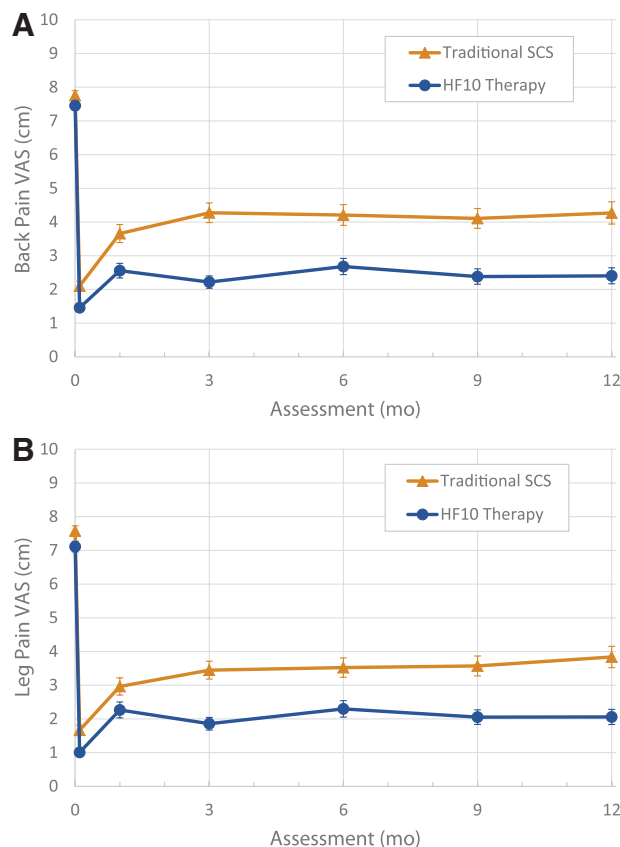 A
10
9
8
7
6
5
4
3
2
1
0
Back Pain VAS (cm)
Traditional SCS
HF10 Therapy
0 3 6 9 12
Assessment (mo)
B
10
9
8
7
6
5
4
3
2
1
0
Leg Pain VAS (cm)
Traditional SCS
HF10 Therapy
0 3 6 9 12
Assessment (mo)